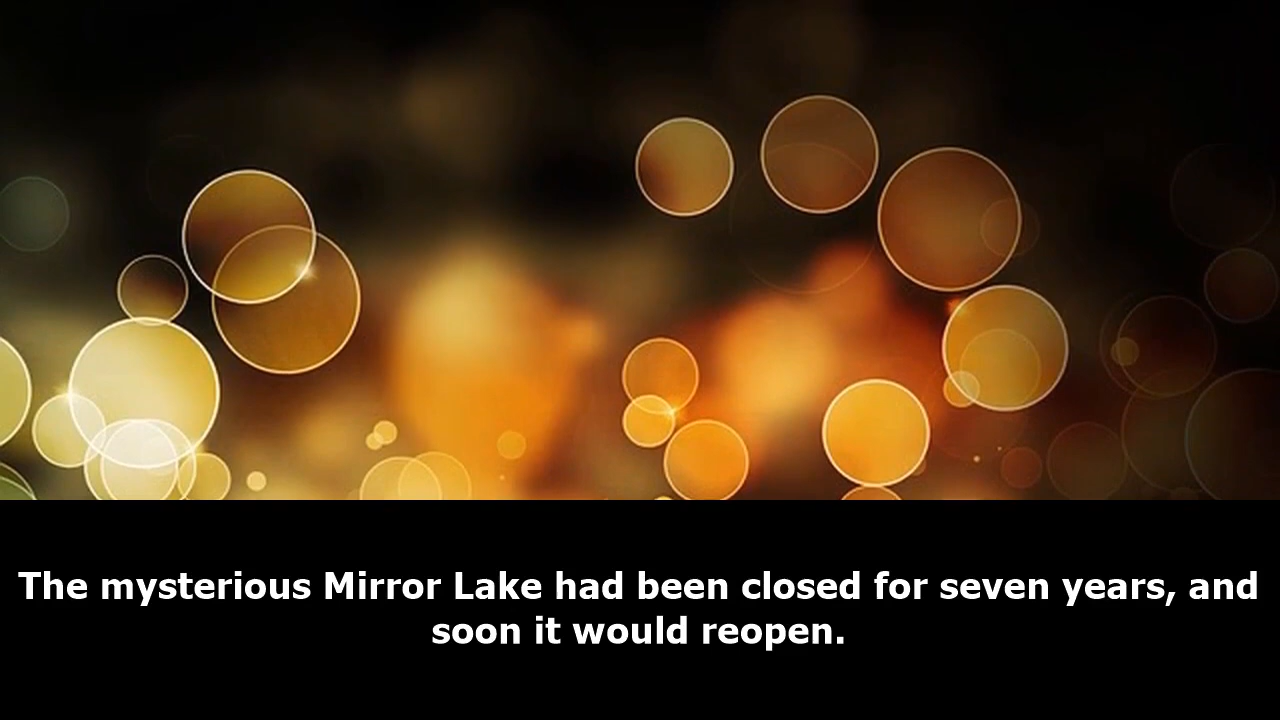 The mysterious Mirror Lake had been closed for seven years, and
soon it would reopen.